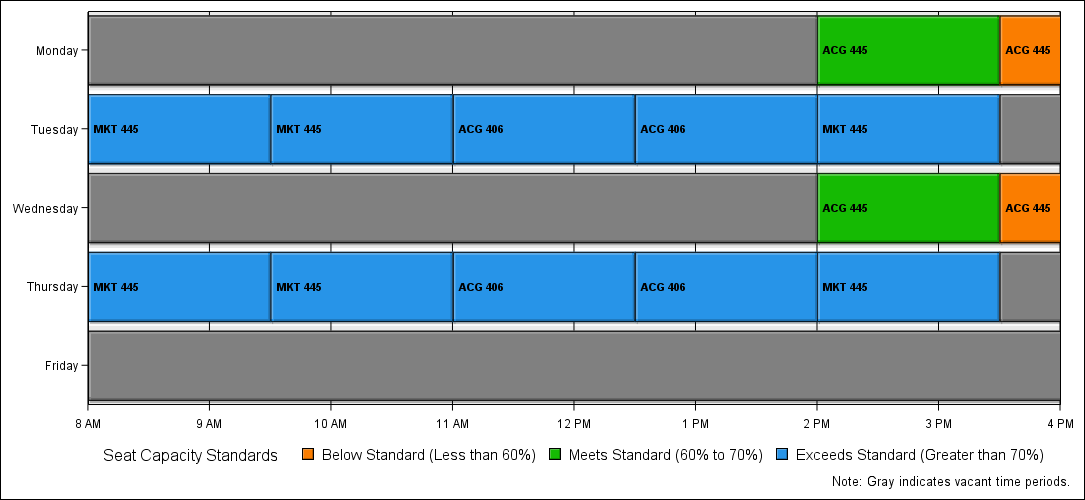 Monday ACG 445 ACG 445
Tuesday MKT 445 MKT 445 ACG 406 ACG 406 MKT 445
Wednesday ACG 445 ACG 445
Thursday MKT 445 MKT 445 ACG 406 ACG 406 MKT 445
Friday
8 AM 9 AM 10 AM 11 AM 12 PM 1 PM 2 PM 3 PM 4 PM
Seat Capacity Standards Below Standard (Less than 60%) Meets Standard (60% to 70%) Exceeds Standard (Greater than 70%)
Note: Gray indicates vacant time periods.